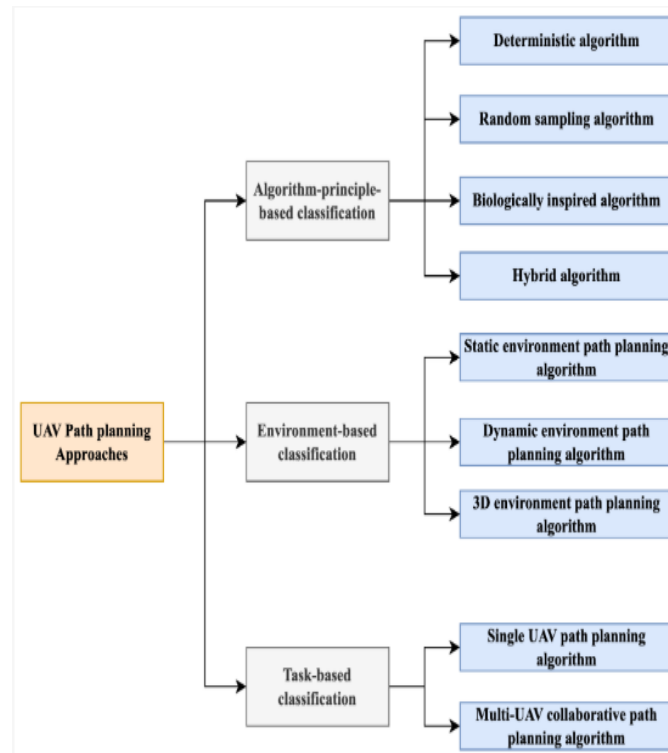 Deterministic algorithm
Random sampling algorithm
Algorithm-principle-
based classification
Biologically inspired algorithm
Hybrid algorithm
Static environment path planning
algorithm
UAV Path planning
Approaches
Environment-based
classification
Dynamic environment path
planning algorithm
3D environment path planning
algorithm
Single UAV path planning
algorithm
Task-based
classification
Multi-UAV collaborative path
planning algorithm